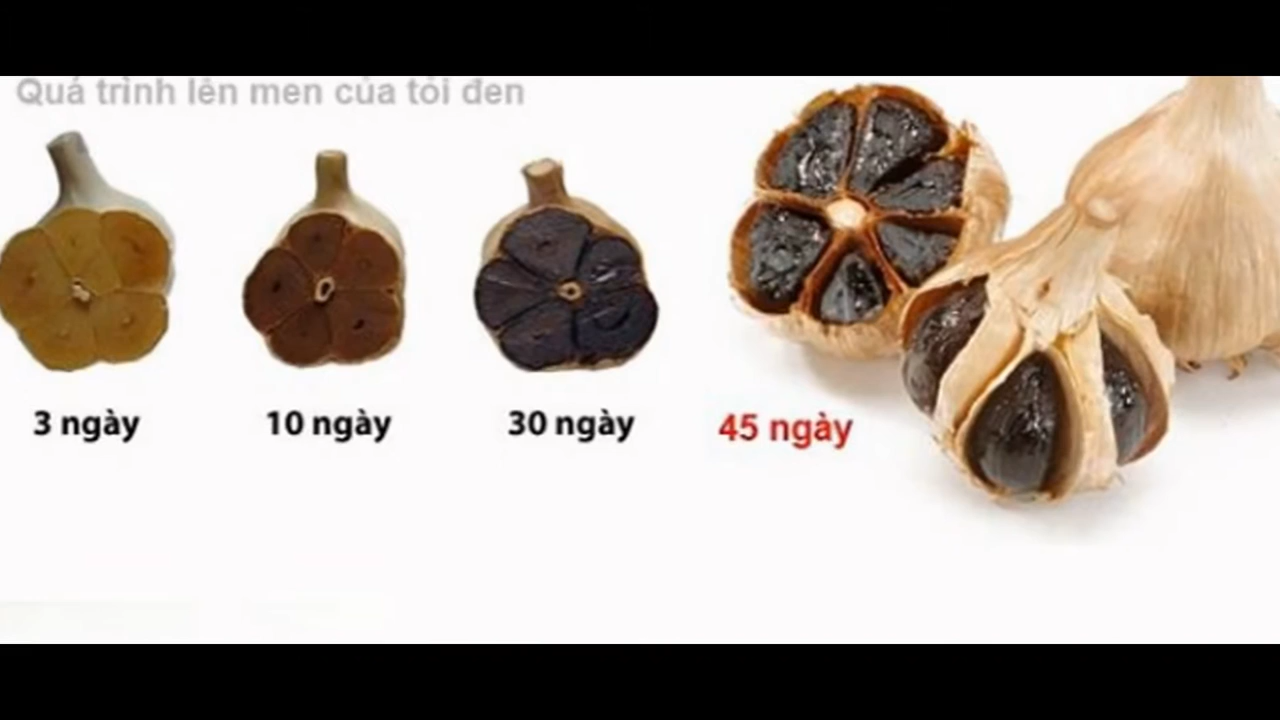 Quá trình lên men của tỏi đen
3 ngày
10 ngày
30 ngày
45 ngày